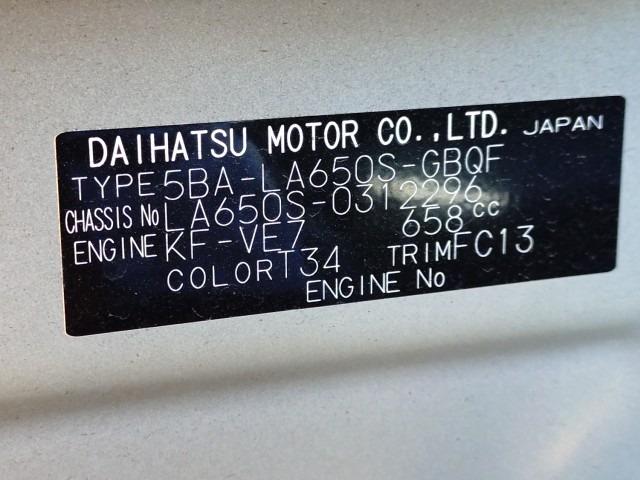 DAIHATSU MOTOR CO.,LTD. JAPAN
TYPE 5BA-LA650S-GBQF
CHASSIS No LA650S-0312296
ENGINE KF-VE7 658cc
COLOR T34 TRIM FC13
ENGINE No